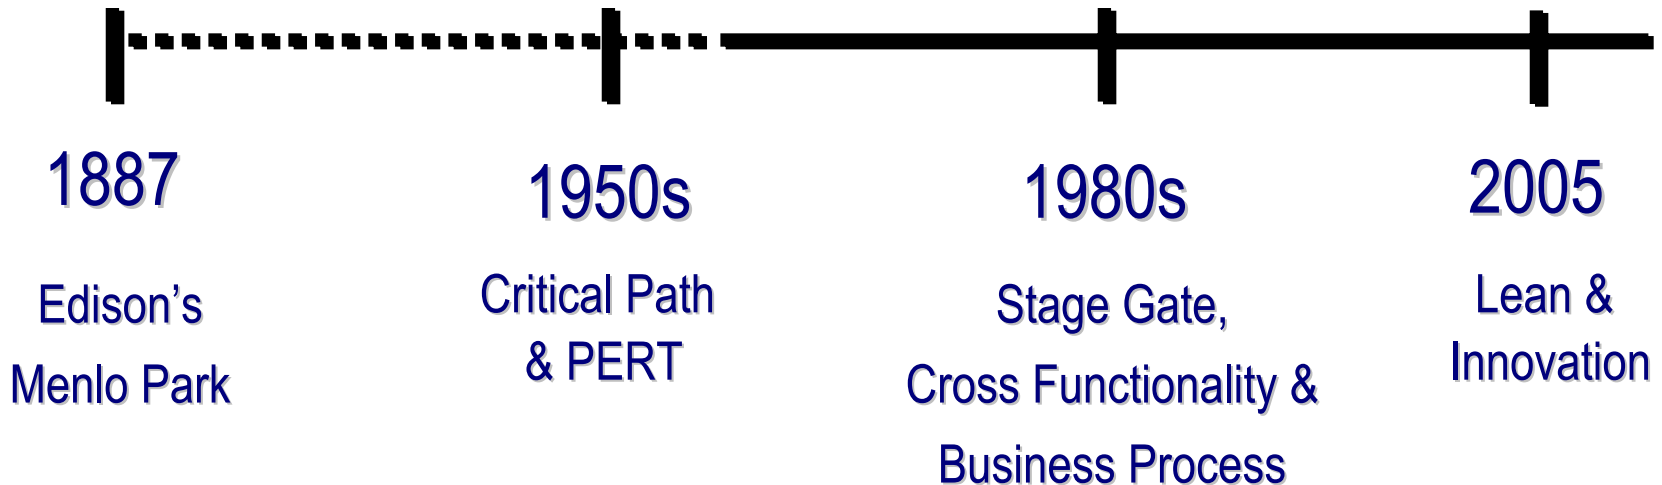 1887
Edison’s
Menlo Park
1950s
Critical Path
& PERT
1980s
Stage Gate,
Cross Functionality &
Business Process
2005
Lean &
Innovation